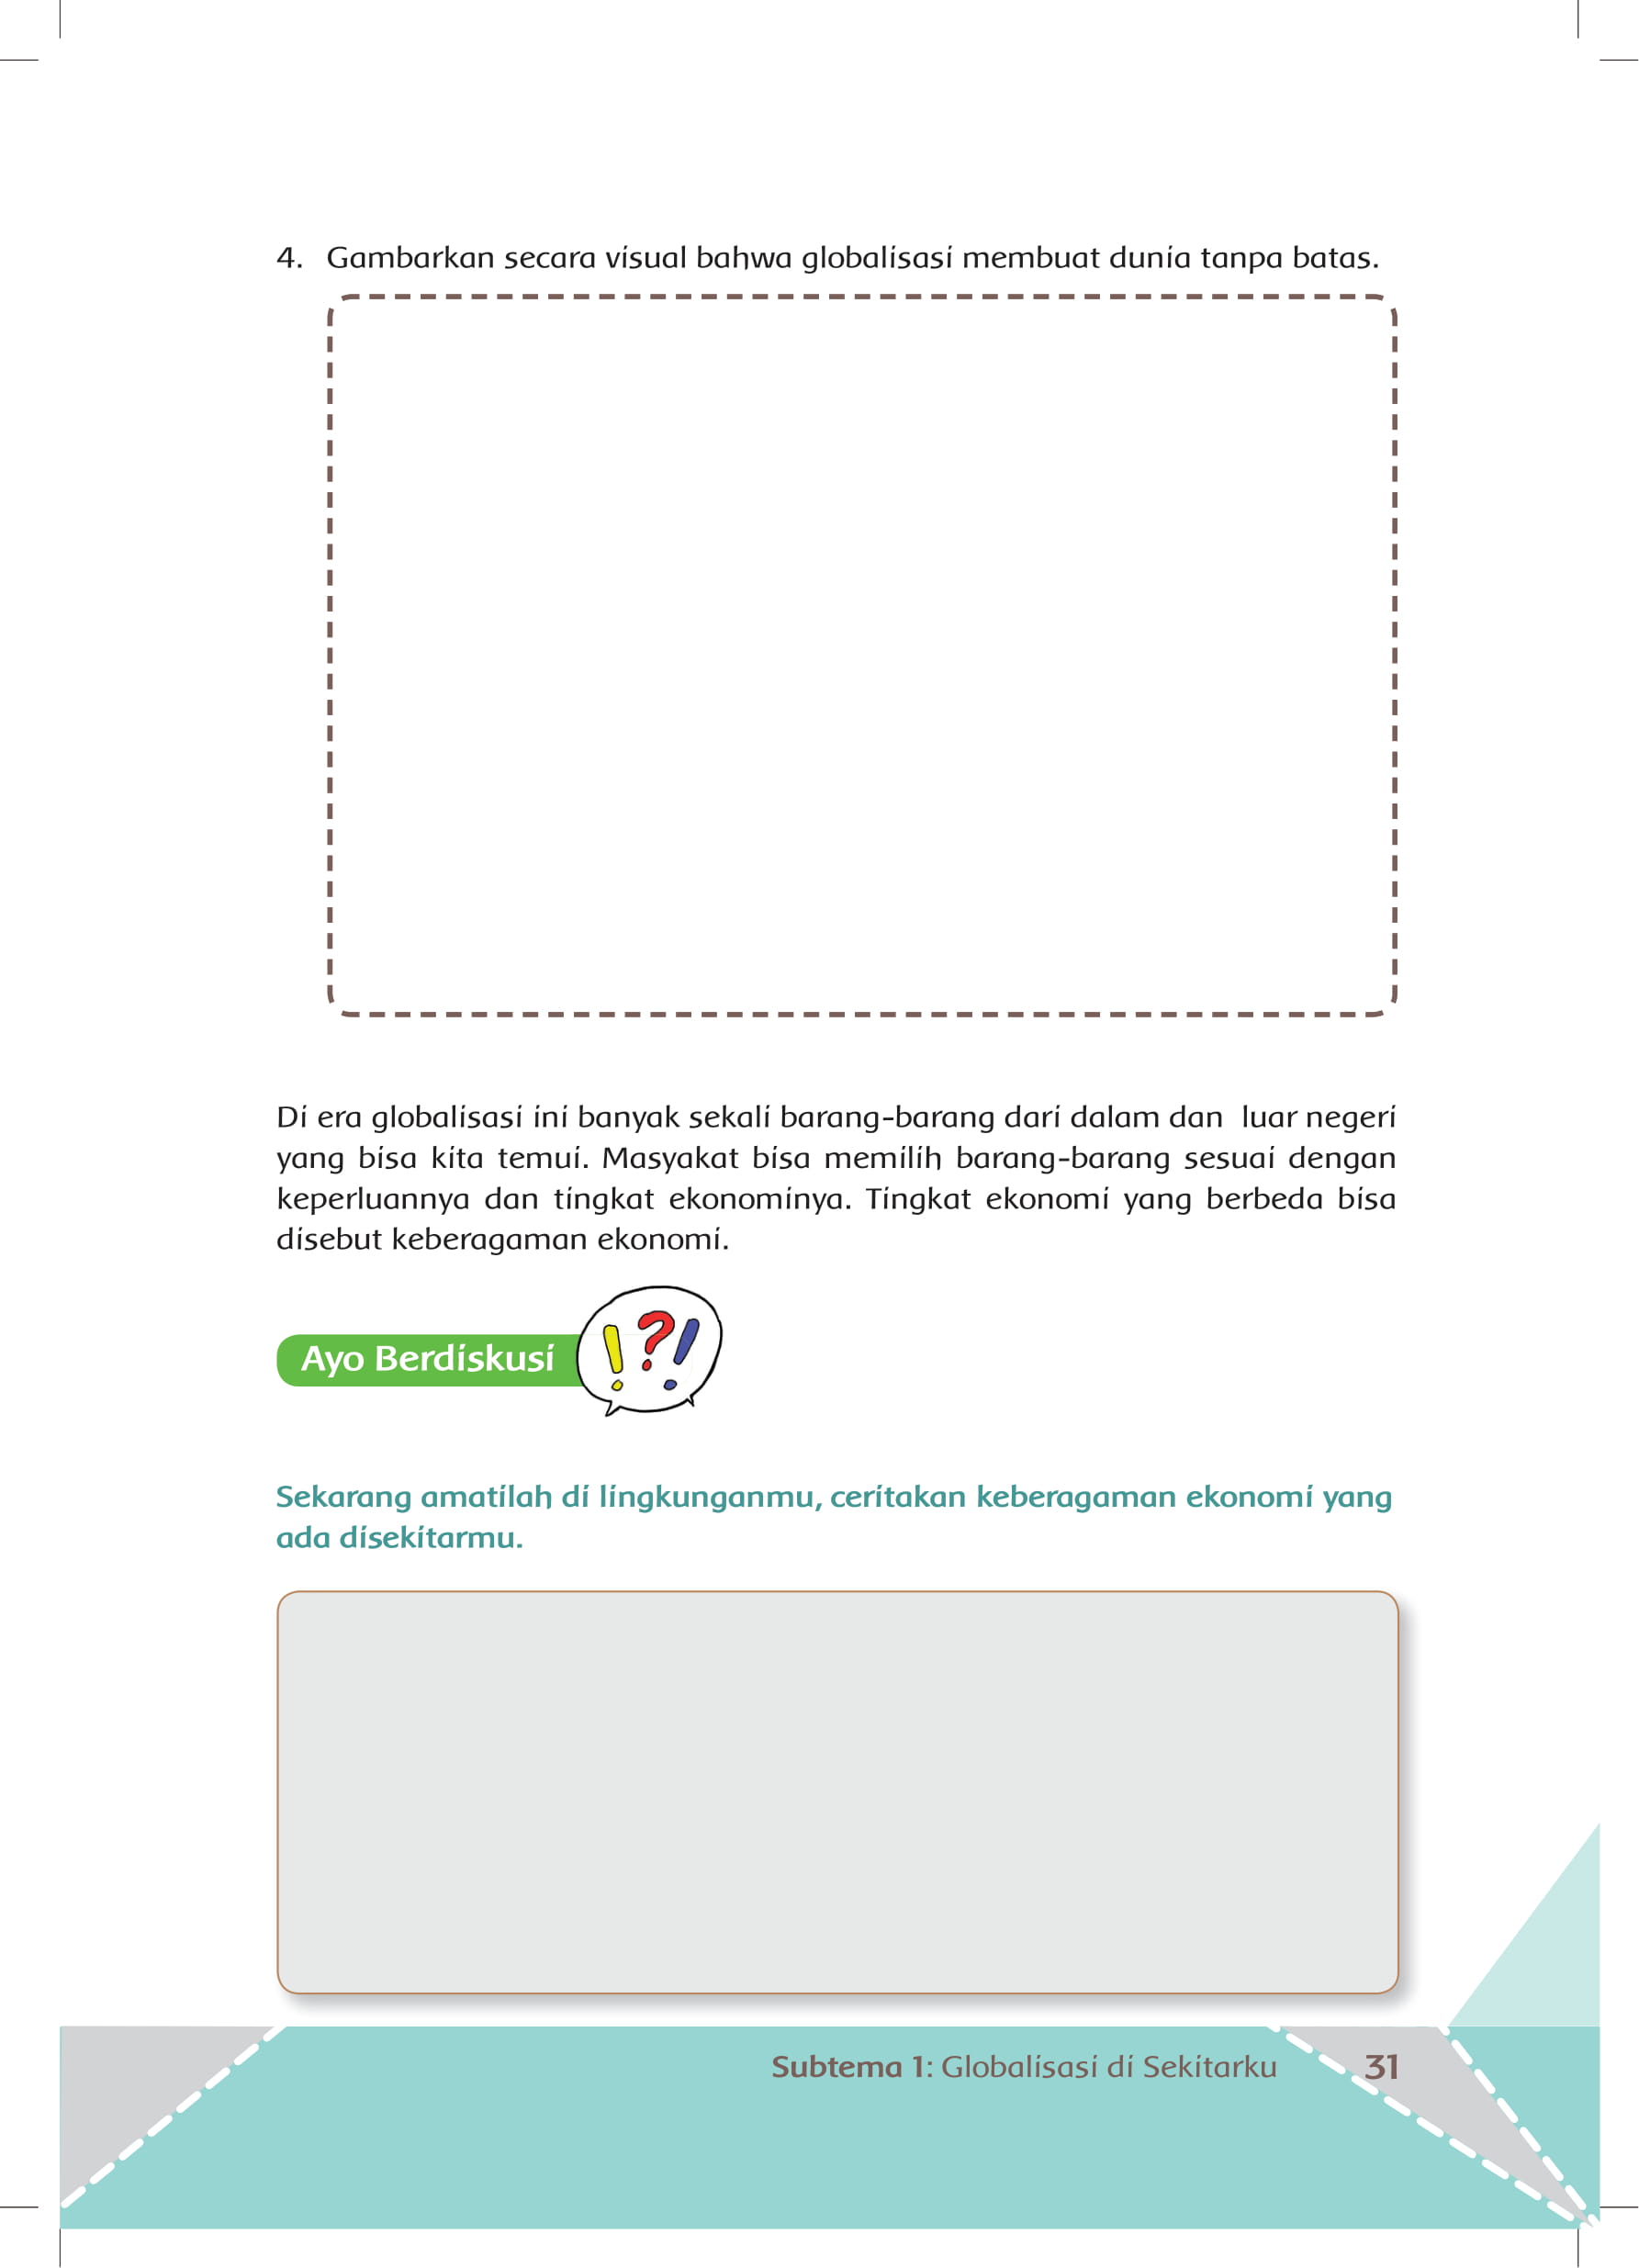 4. Gambarkan secara visual bahwa globalisasi membuat dunia tanpa batas.
Di era globalisasi ini banyak sekali barang-barang dari dalam dan luar negeri
yang bisa kita temui. Masyakat bisa memilih barang-barang sesuai dengan
keperluannya dan tingkat ekonominya. Tingkat ekonomi yang berbeda bisa
disebut keberagaman ekonomi.
Ayo Berdiskusi
!?!
Sekarang amatilah di lingkunganmu, ceritakan keberagaman ekonomi yang
ada disekitarmu.
Subtema 1: Globalisasi di Sekitarku 31